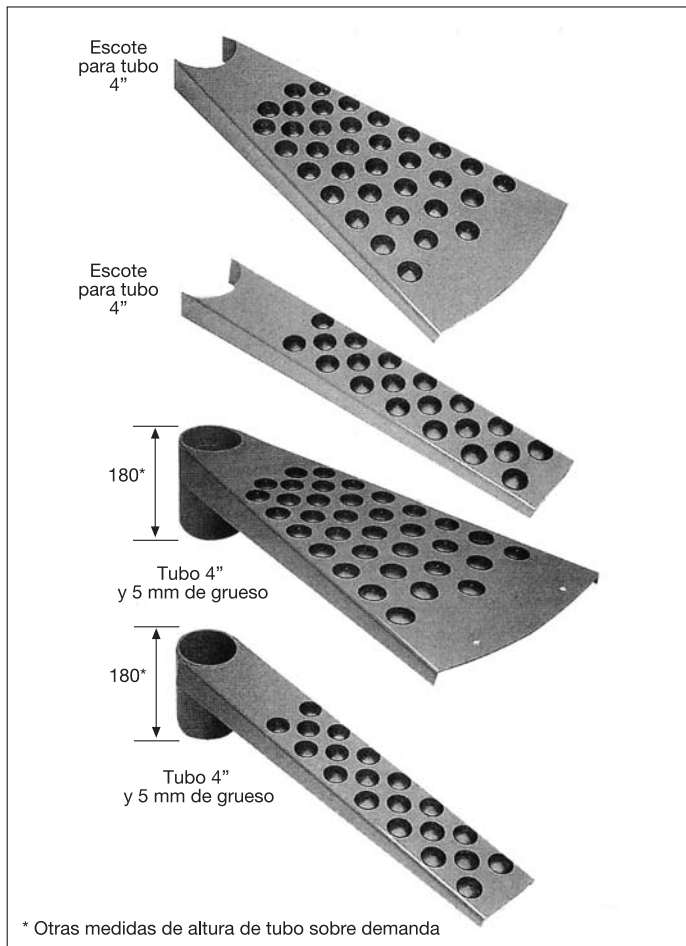 Escote
para tubo
4”
Escote
para tubo
4”
180*
Tubo 4”
y 5 mm de grueso
180*
Tubo 4”
y 5 mm de grueso
* Otras medidas de altura de tubo sobre demanda